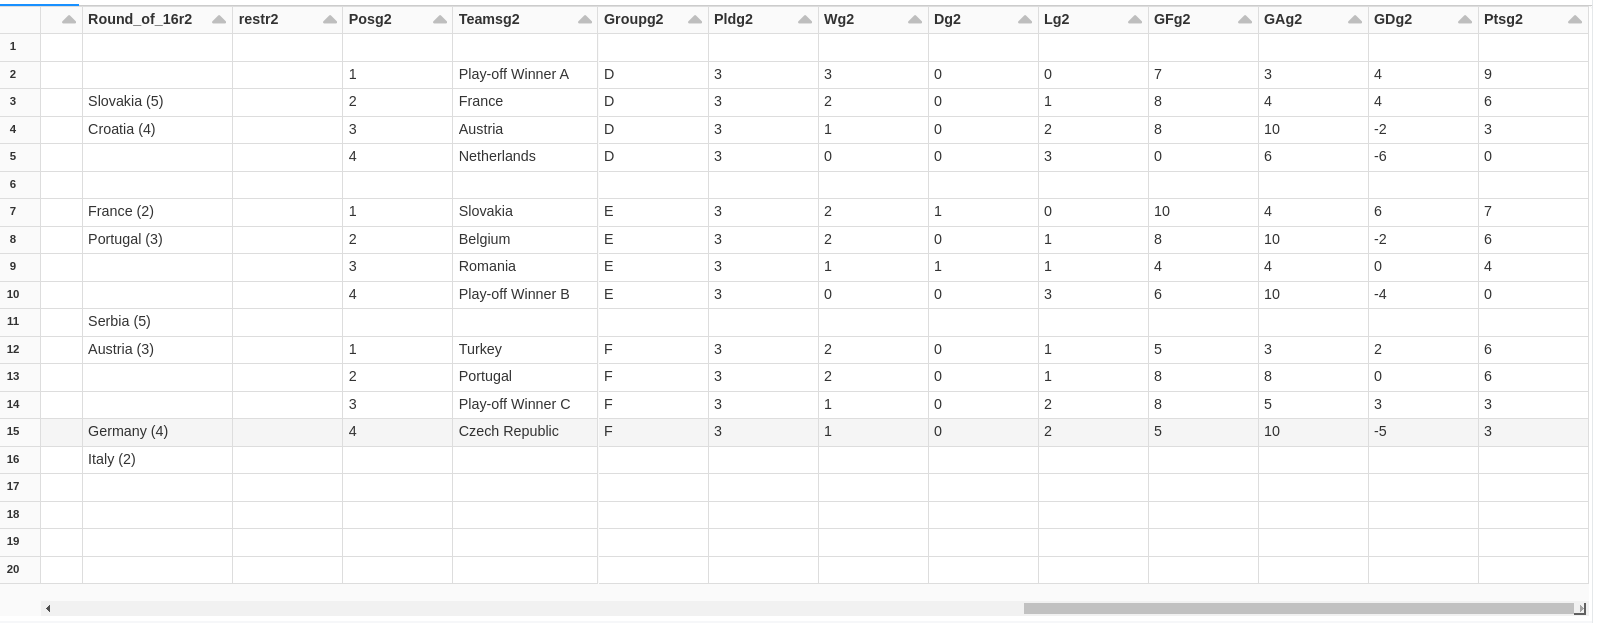 Round_of_16r2 restr2 Posg2 Teamsg2 Groupg2 Pldg2 Wg2 Dg2 Lg2 GFg2 GAg2 GDg2 Ptsg2
1
2 1 Play-off Winner A D 3 3 0 0 7 3 4 9
3 Slovakia (5) 2 France D 3 2 0 1 8 4 4 6
4 Croatia (4) 3 Austria D 3 1 0 2 8 10 -2 3
5 4 Netherlands D 3 0 0 3 0 6 -6 0
6
7 France (2) 1 Slovakia E 3 2 1 0 10 4 6 7
8 Portugal (3) 2 Belgium E 3 2 0 1 8 10 -2 6
9 3 Romania E 3 1 1 1 4 4 0 4
10 4 Play-off Winner B E 3 0 0 3 6 10 -4 0
11 Serbia (5)
12 Austria (3) 1 Turkey F 3 2 0 1 5 3 2 6
13 2 Portugal F 3 2 0 1 8 8 0 6
14 3 Play-off Winner C F 3 1 0 2 8 5 3 3
15 Germany (4) 4 Czech Republic F 3 1 0 2 5 10 -5 3
16 Italy (2)
17
18
19
20